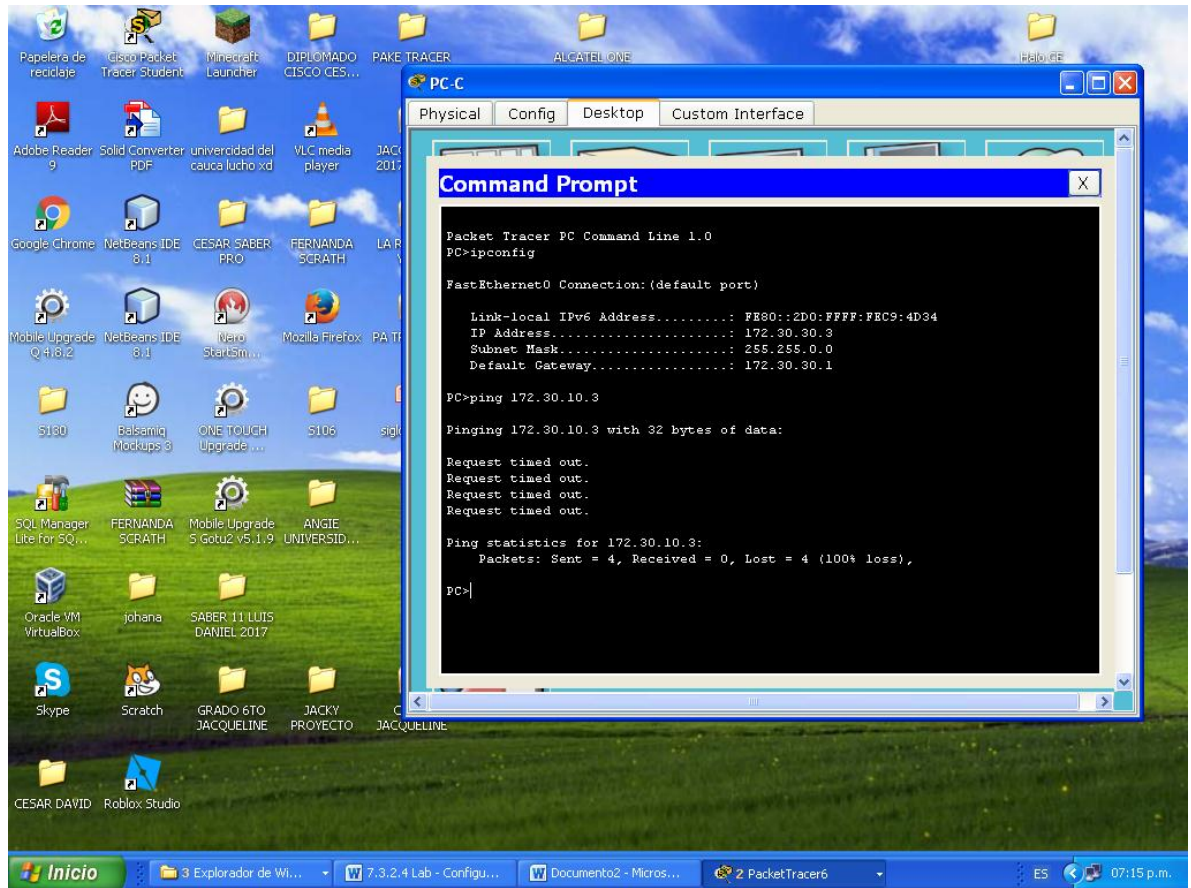 Papelera de reciclaje
Cisco Packet Tracer Student
Minecraft Launcher
DIPLOMADO CISCO CES...
PAKE TRACER
ALCATEL ONE
Halo CE
Adobe Reader 9
Solid Converter PDF
univercidad del cauca lucho xd
VLC media player
Google Chrome
NetBeans IDE 8.1
CESAR SABER PRO
FERNANDA SCRATH
Mobile Upgrade Q 4.8.2
NetBeans IDE 8.1
Nero StartSm...
Mozilla Firefox
S180
Balsamiq Mockups 3
ONE TOUCH Upgrade ...
S106
SQL Manager Lite for SQ...
FERNANDA SCRATH
Mobile Upgrade S Gotu2 v5.1.9
ANGIE UNIVERSID...
Oracle VM VirtualBox
johana
SABER 11 LUIS DANIEL 2017
Skype
Scratch
GRADO 6TO JACQUELINE
JACKY PROYECTO
JACQUELINE
CESAR DAVID
Roblox Studio
PC-C
Physical Config Desktop Custom Interface
Command Prompt
X
Packet Tracer PC Command Line 1.0
PC>ipconfig
FastEthernet0 Connection:(default port)
Link-local IPv6 Address.........: FE80::2D0:FFFF:FEC9:4D34
IP Address......................: 172.30.30.3
Subnet Mask.....................: 255.255.0.0
Default Gateway.................: 172.30.30.1
PC>ping 172.30.10.3
Pinging 172.30.10.3 with 32 bytes of data:
Request timed out.
Request timed out.
Request timed out.
Request timed out.
Ping statistics for 172.30.10.3:
Packets: Sent = 4, Received = 0, Lost = 4 (100% loss),
PC>
Inicio
3 Explorador de Wi...
7.3.2.4 Lab - Configu...
Documento2 - Micros...
2 PacketTracer6
ES
07:15 p.m.